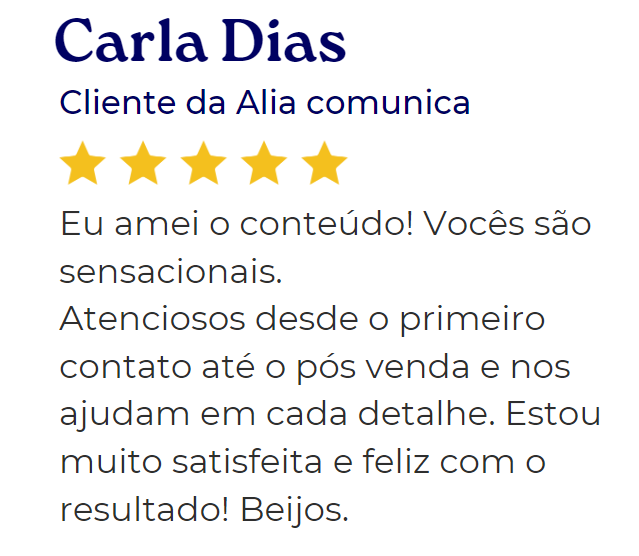 Carla Dias
Cliente da Alia comunica
Eu amei o conteúdo! Vocês são
sensacionais.
Atenciosos desde o primeiro
contato até o pós venda e nos
ajudam em cada detalhe. Estou
muito satisfeita e feliz com o
resultado! Beijos.